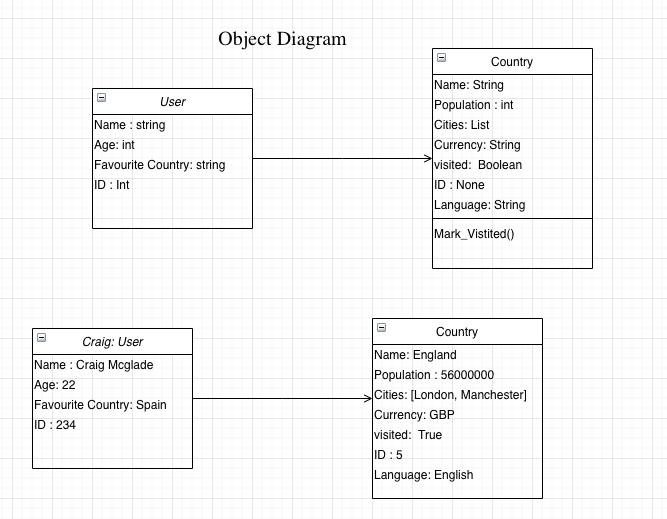 Object Diagram
User
Name : string
Age: int
Favourite Country: string
ID : Int
Country
Name: String
Population : int
Cities: List
Currency: String
visited:  Boolean
ID : None
Language: String
Mark_Vistited()
Craig: User
Name : Craig Mcglade
Age: 22
Favourite Country: Spain
ID : 234
Country
Name: England
Population : 56000000
Cities: [London, Manchester]
Currency: GBP
visited:  True
ID : 5
Language: English